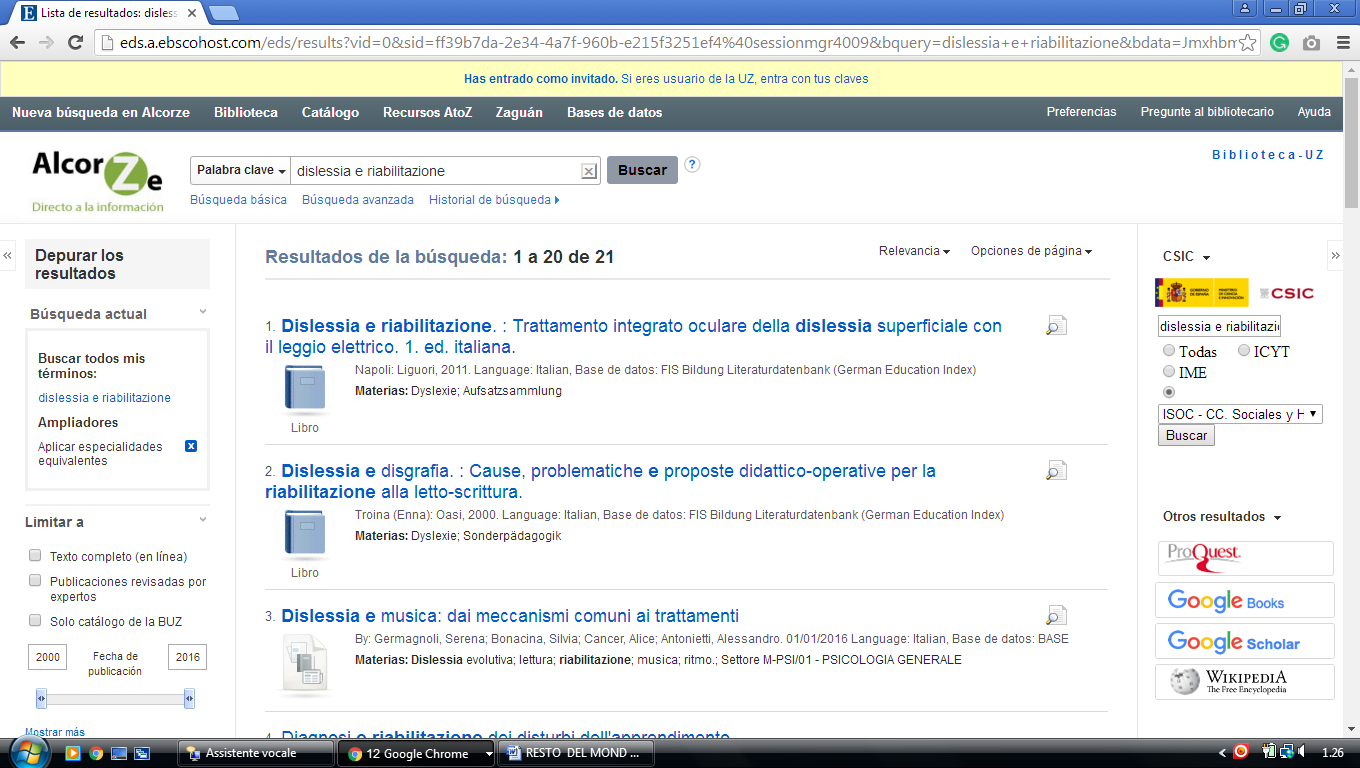 Lista de resultados: disless
eds.a.ebscohost.com/eds/results?vid=0&sid=ff39b7da-2e34-4a7f-960b-e215f3251ef4%40sessionmgr4009&bquery=dislessia+e+riabilitazione&bdata=Jmxhbm
Has entrado como invitado. Si eres usuario de la UZ, entra con tus claves
Nueva búsqueda en Alcorze Biblioteca Catálogo Recursos AtoZ Zaguán Bases de datos Preferencias Pregunte al bibliotecario Ayuda
AlcorZe
Directo a la información
Palabra clave dislessia e riabilitazione Buscar ?
Búsqueda básica Búsqueda avanzada Historial de búsqueda
Biblioteca-UZ
Depurar los
resultados
Búsqueda actual
Buscar todos mis
términos:
dislessia e riabilitazione
Ampliadores
Aplicar especialidades
equivalentes
Limitar a
Texto completo (en línea)
Publicaciones revisadas por
expertos
Solo catálogo de la BUZ
2000 Fecha de 2016
publicación
Mostrar más
Resultados de la búsqueda: 1 a 20 de 21
Relevancia Opciones de página
1. Dislessia e riabilitazione. : Trattamento integrato oculare della dislessia superficiale con
il leggio elettrico. 1. ed. italiana.
Napoli: Liguori, 2011. Language: Italian, Base de datos: FIS Bildung Literaturdatenbank (German Education Index)
Materias: Dyslexie; Aufsatzsammlung
Libro
2. Dislessia e disgrafia. : Cause, problematiche e proposte didattico-operative per la
riabilitazione alla letto-scrittura.
Troina (Enna): Oasi, 2000. Language: Italian, Base de datos: FIS Bildung Literaturdatenbank (German Education Index)
Materias: Dyslexie; Sonderpädagogik
Libro
3. Dislessia e musica: dai meccanismi comuni ai trattamenti
By: Germagnoli, Serena; Bonacina, Silvia; Cancer, Alice; Antonietti, Alessandro. 01/01/2016 Language: Italian, Base de datos: BASE
Materias: Dislessia evolutiva; lettura; riabilitazione; musica; ritmo.; Settore M-PSI/01 - PSICOLOGIA GENERALE
4. Diagnosi e riabilitazione dei disturbi dell'apprendimento
CSIC
CSIC
dislessia e riabilitazi
Todas ICYT
IME
ISOC - CC. Sociales y H
Buscar
Otros resultados
ProQuest
Google Books
Google Scholar
WIKIPEDIA
The Free Encyclopedia
Assistente vocale 12 Google Chrome RESTO DEL MOND ... 1.26